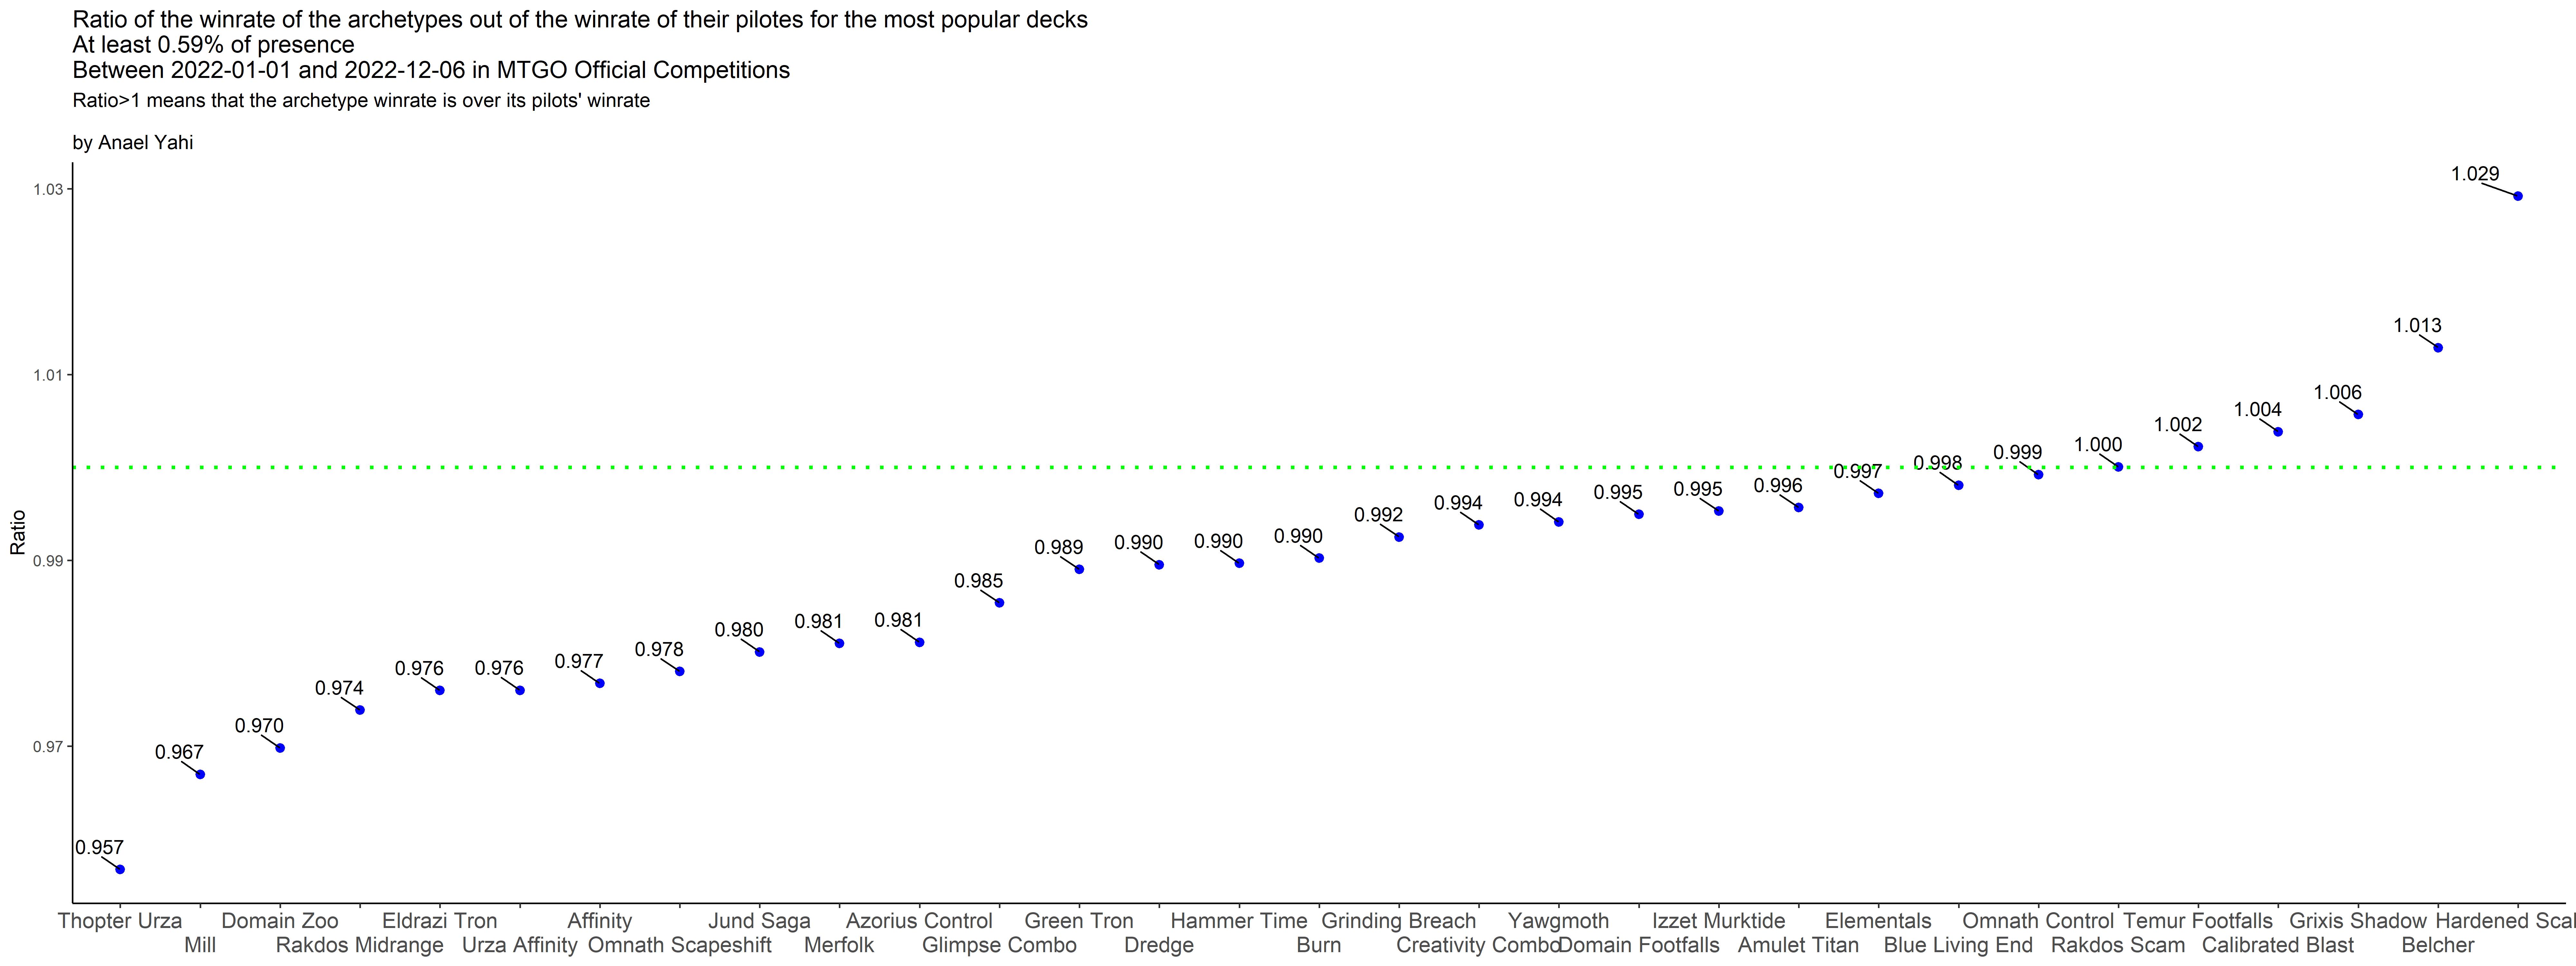 Ratio of the winrate of the archetypes out of the winrate of their pilotes for the most popular decks
At least 0.59% of presence
Between 2022-01-01 and 2022-12-06 in MTGO Official Competitions
Ratio>1 means that the archetype winrate is over its pilots' winrate
by Anael Yahi
Ratio
1.03
1.01
0.99
0.97
0.957
0.967
0.970
0.974
0.976
0.976
0.977
0.978
0.980
0.981
0.981
0.985
0.989
0.990
0.990
0.990
0.992
0.994
0.994
0.995
0.995
0.996
0.997
0.998
0.999
1.000
1.002
1.004
1.006
1.013
1.029
Thopter Urza
Mill
Domain Zoo
Rakdos Midrange
Eldrazi Tron
Urza Affinity
Affinity
Omnath Scapeshift
Jund Saga
Merfolk
Azorius Control
Glimpse Combo
Green Tron
Dredge
Hammer Time
Burn
Grinding Breach
Creativity Combo
Yawgmoth
Domain Footfalls
Izzet Murktide
Amulet Titan
Elementals
Blue Living End
Omnath Control
Rakdos Scam
Temur Footfalls
Calibrated Blast
Grixis Shadow
Belcher
Hardened Scal